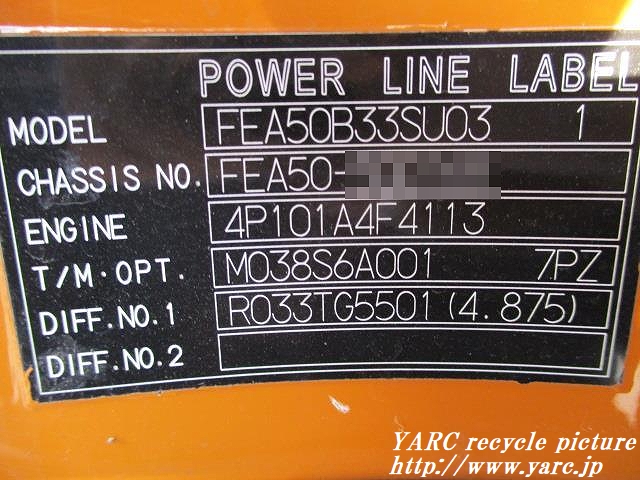 POWER LINE LABEL
MODEL FEA50B33SU03 1
CHASSIS NO. FEA50-
ENGINE 4P101A4F4113
T/M·OPT. M038S6A001 7PZ
DIFF.NO.1 R033TG5501(4.875)
DIFF.NO.2
YARC recycle picture
http://www.yarc.jp